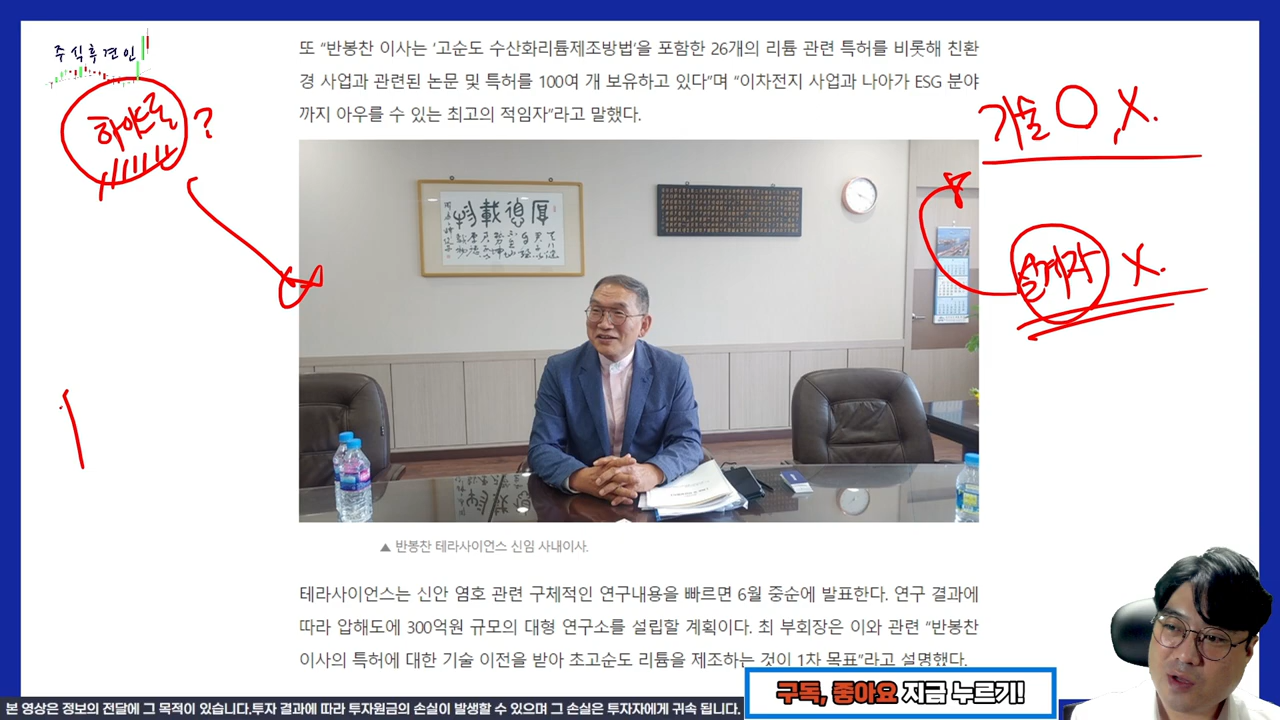 주식후견인
또 “반봉찬 이사는 ‘고순도 수산화리튬제조방법’을 포함한 26개의 리튬 관련 특허를 비롯해 친환
경 사업과 관련된 논문 및 특허를 100여 개 보유하고 있다”며 “이차전지 사업과 나아가 ESG 분야
까지 아우를 수 있는 최고의 적임자”라고 말했다.
하이드로 ?
기술 ○, X.
설계자 X.
厚德載物
▲ 반봉찬 테라사이언스 신임 사내이사.
테라사이언스는 신안 염호 관련 구체적인 연구내용을 빠르면 6월 중순에 발표한다. 연구 결과에
따라 압해도에 300억원 규모의 대형 연구소를 설립할 계획이다. 최 부회장은 이와 관련 “반봉찬
이사의 특허에 대한 기술 이전을 받아 초고순도 리튬을 제조하는 것이 1차 목표”라고 설명했다.
구독, 좋아요 지금 누르기!
본 영상은 정보의 전달에 그 목적이 있습니다.투자 결과에 따라 투자원금의 손실이 발생할 수 있으며 그 손실은 투자자에게 귀속 됩니다.